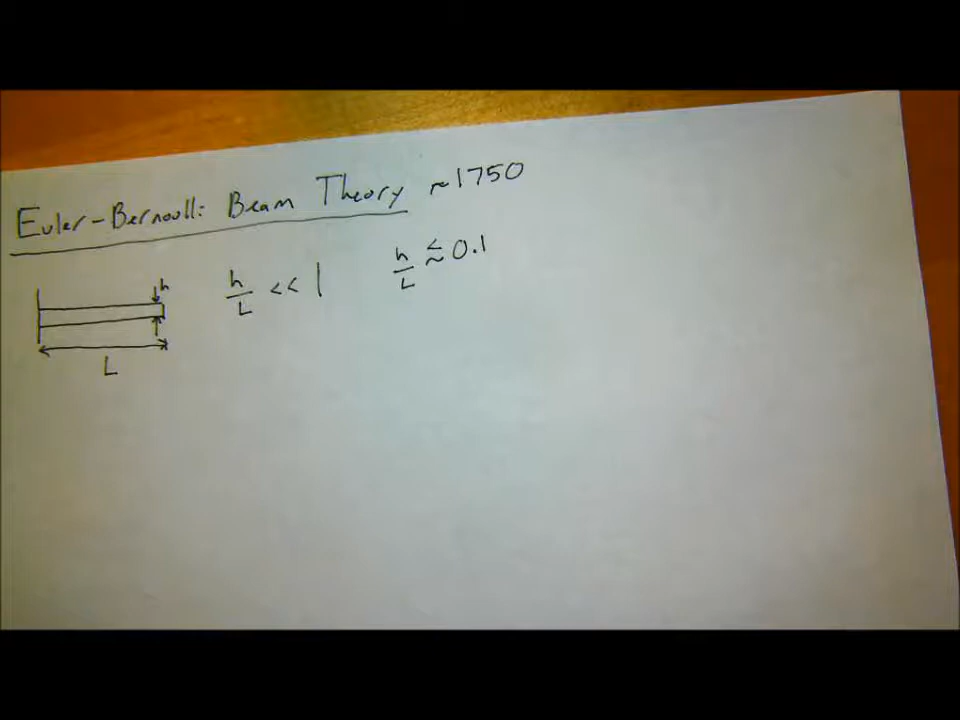 Euler-Bernoulli Beam Theory ~1750
h
h/L << 1
h/L ≲ 0.1
L